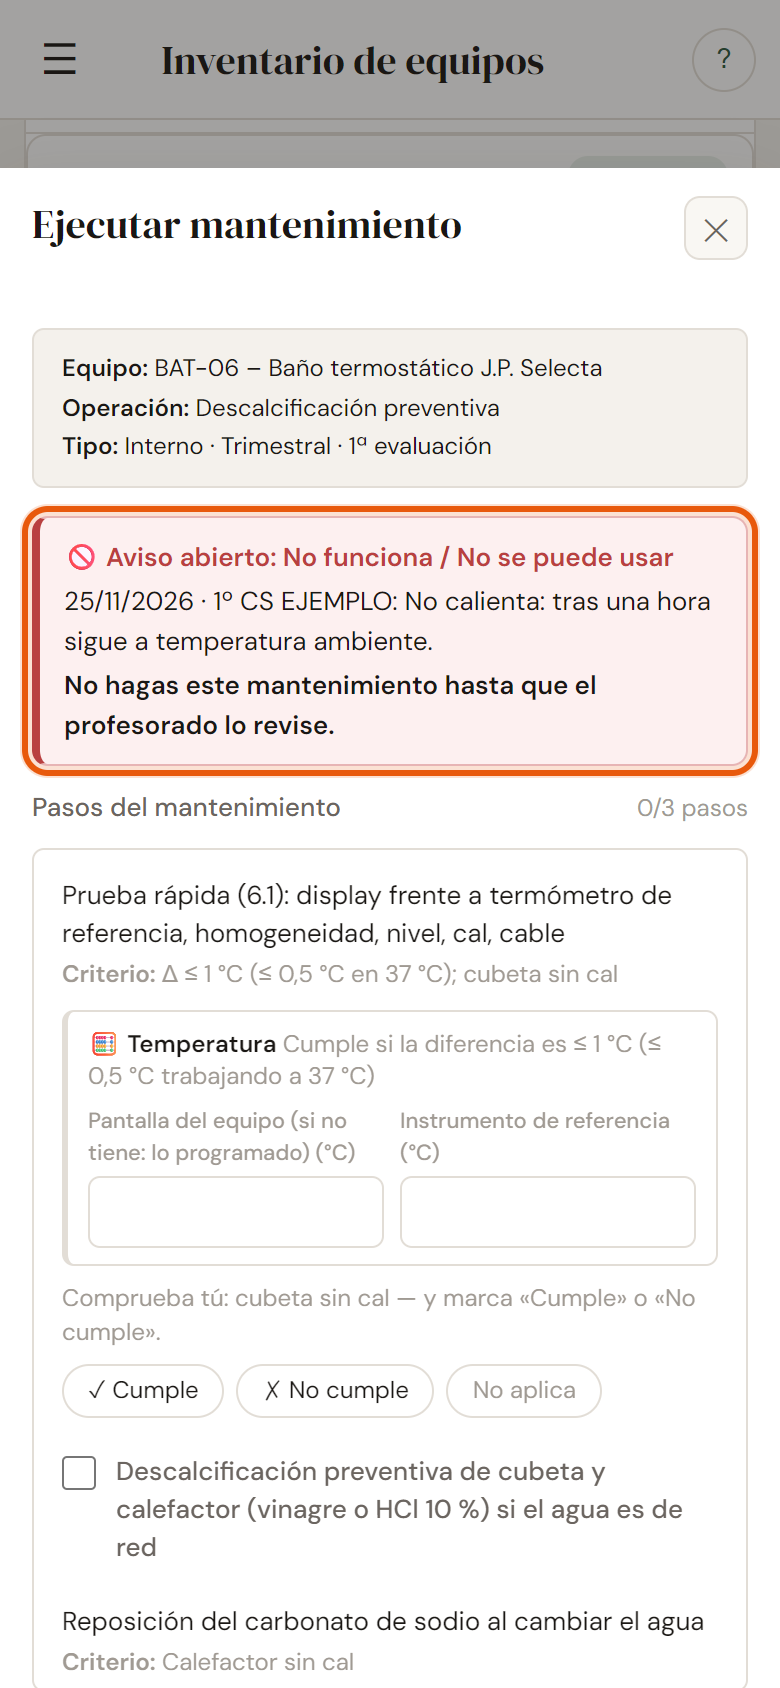 Inventario de equipos
?
Ejecutar mantenimiento
Equipo: BAT-06 – Baño termostático J.P. Selecta
Operación: Descalcificación preventiva
Tipo: Interno · Trimestral · 1ª evaluación
Aviso abierto: No funciona / No se puede usar
25/11/2026 · 1º CS EJEMPLO: No calienta: tras una hora
sigue a temperatura ambiente.
No hagas este mantenimiento hasta que el
profesorado lo revise.
Pasos del mantenimiento 0/3 pasos
Prueba rápida (6.1): display frente a termómetro de
referencia, homogeneidad, nivel, cal, cable
Criterio: Δ ≤ 1 °C (≤ 0,5 °C en 37 °C); cubeta sin cal
Temperatura Cumple si la diferencia es ≤ 1 °C (≤
0,5 °C trabajando a 37 °C)
Pantalla del equipo (si no
tiene: lo programado) (°C)
Instrumento de referencia
(°C)
Comprueba tú: cubeta sin cal — y marca «Cumple» o «No
cumple».
✓ Cumple ✗ No cumple No aplica
Descalcificación preventiva de cubeta y
calefactor (vinagre o HCl 10 %) si el agua es de
red
Reposición del carbonato de sodio al cambiar el agua
Criterio: Calefactor sin cal